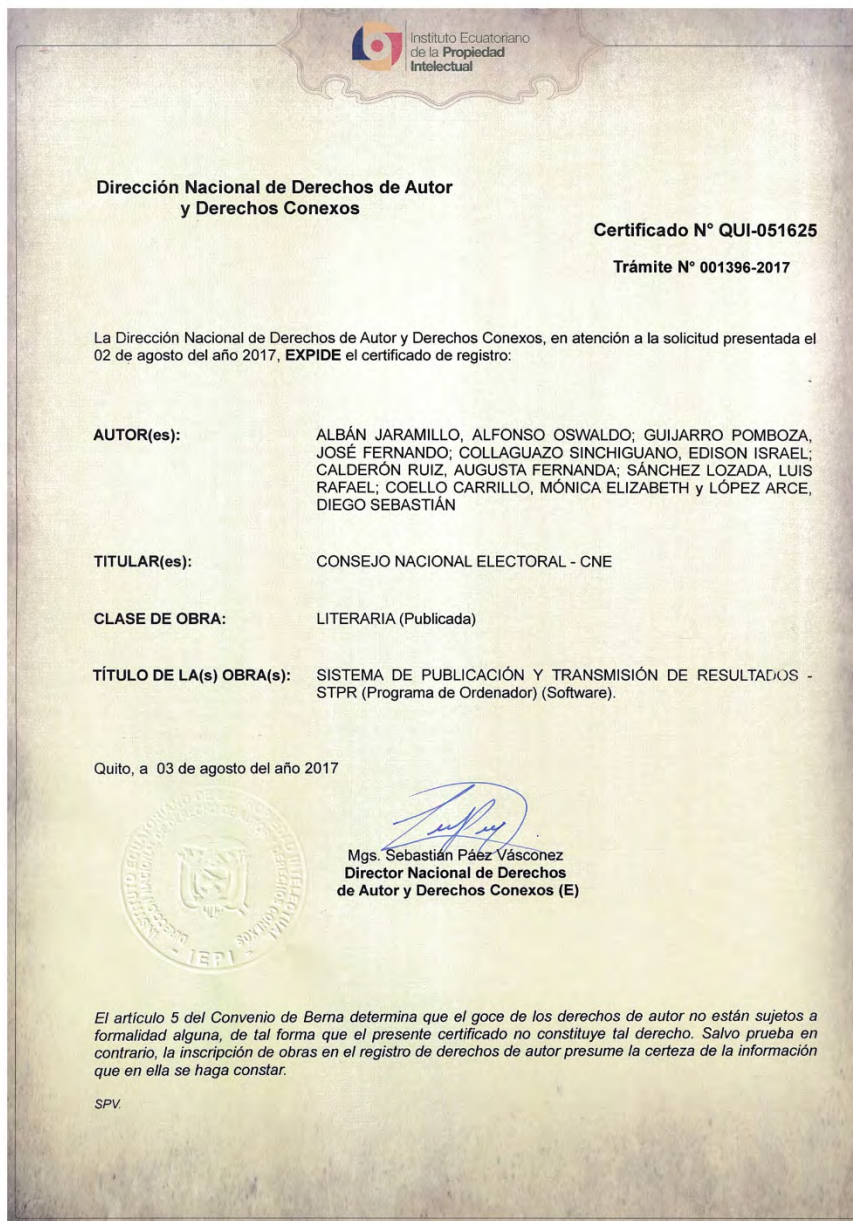 Instituto Ecuatoriano
de la Propiedad
Intelectual
Dirección Nacional de Derechos de Autor
y Derechos Conexos
Certificado N° QUI-051625
Trámite N° 001396-2017
La Dirección Nacional de Derechos de Autor y Derechos Conexos, en atención a la solicitud presentada el
02 de agosto del año 2017, EXPIDE el certificado de registro:
AUTOR(es):
ALBÁN JARAMILLO, ALFONSO OSWALDO; GUIJARRO POMBOZA,
JOSÉ FERNANDO; COLLAGUAZO SINCHIGUANO, EDISON ISRAEL;
CALDERÓN RUIZ, AUGUSTA FERNANDA; SÁNCHEZ LOZADA, LUIS
RAFAEL; COELLO CARRILLO, MÓNICA ELIZABETH y LÓPEZ ARCE,
DIEGO SEBASTIÁN
TITULAR(es):
CONSEJO NACIONAL ELECTORAL - CNE
CLASE DE OBRA:
LITERARIA (Publicada)
TÍTULO DE LA(s) OBRA(s):
SISTEMA DE PUBLICACIÓN Y TRANSMISIÓN DE RESULTADOS -
STPR (Programa de Ordenador) (Software).
Quito, a 03 de agosto del año 2017
Mgs. Sebastián Páez Vásconez
Director Nacional de Derechos
de Autor y Derechos Conexos (E)
- IEPI -
El artículo 5 del Convenio de Berna determina que el goce de los derechos de autor no están sujetos a
formalidad alguna, de tal forma que el presente certificado no constituye tal derecho. Salvo prueba en
contrario, la inscripción de obras en el registro de derechos de autor presume la certeza de la información
que en ella se haga constar.
SPV.